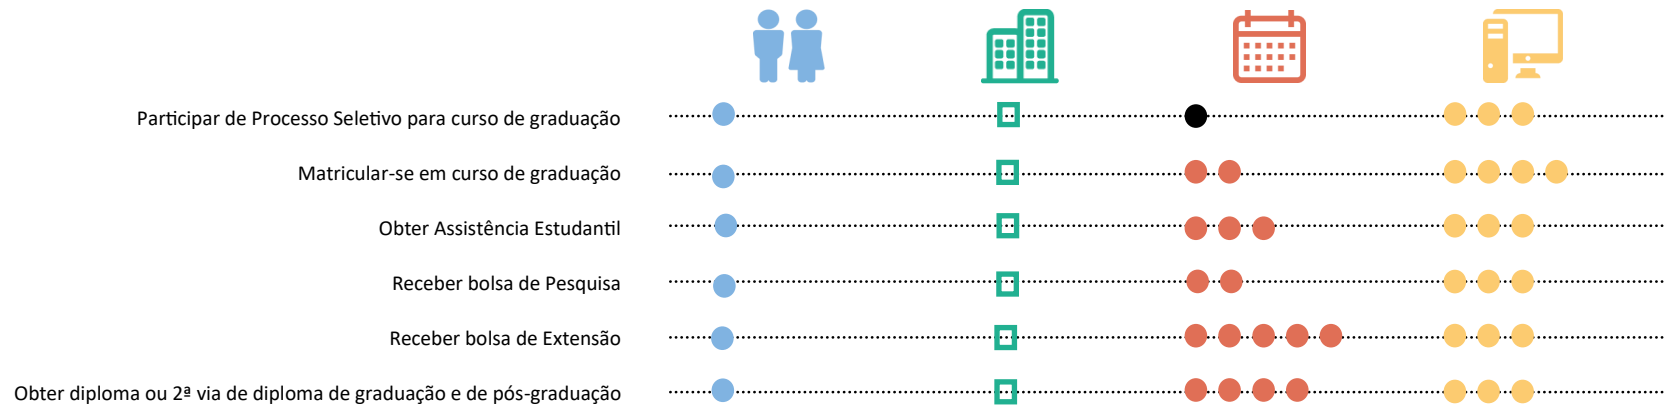 Participar de Processo Seletivo para curso de graduação
Matricular-se em curso de graduação
Obter Assistência Estudantil
Receber bolsa de Pesquisa
Receber bolsa de Extensão
Obter diploma ou 2ª via de diploma de graduação e de pós-graduação